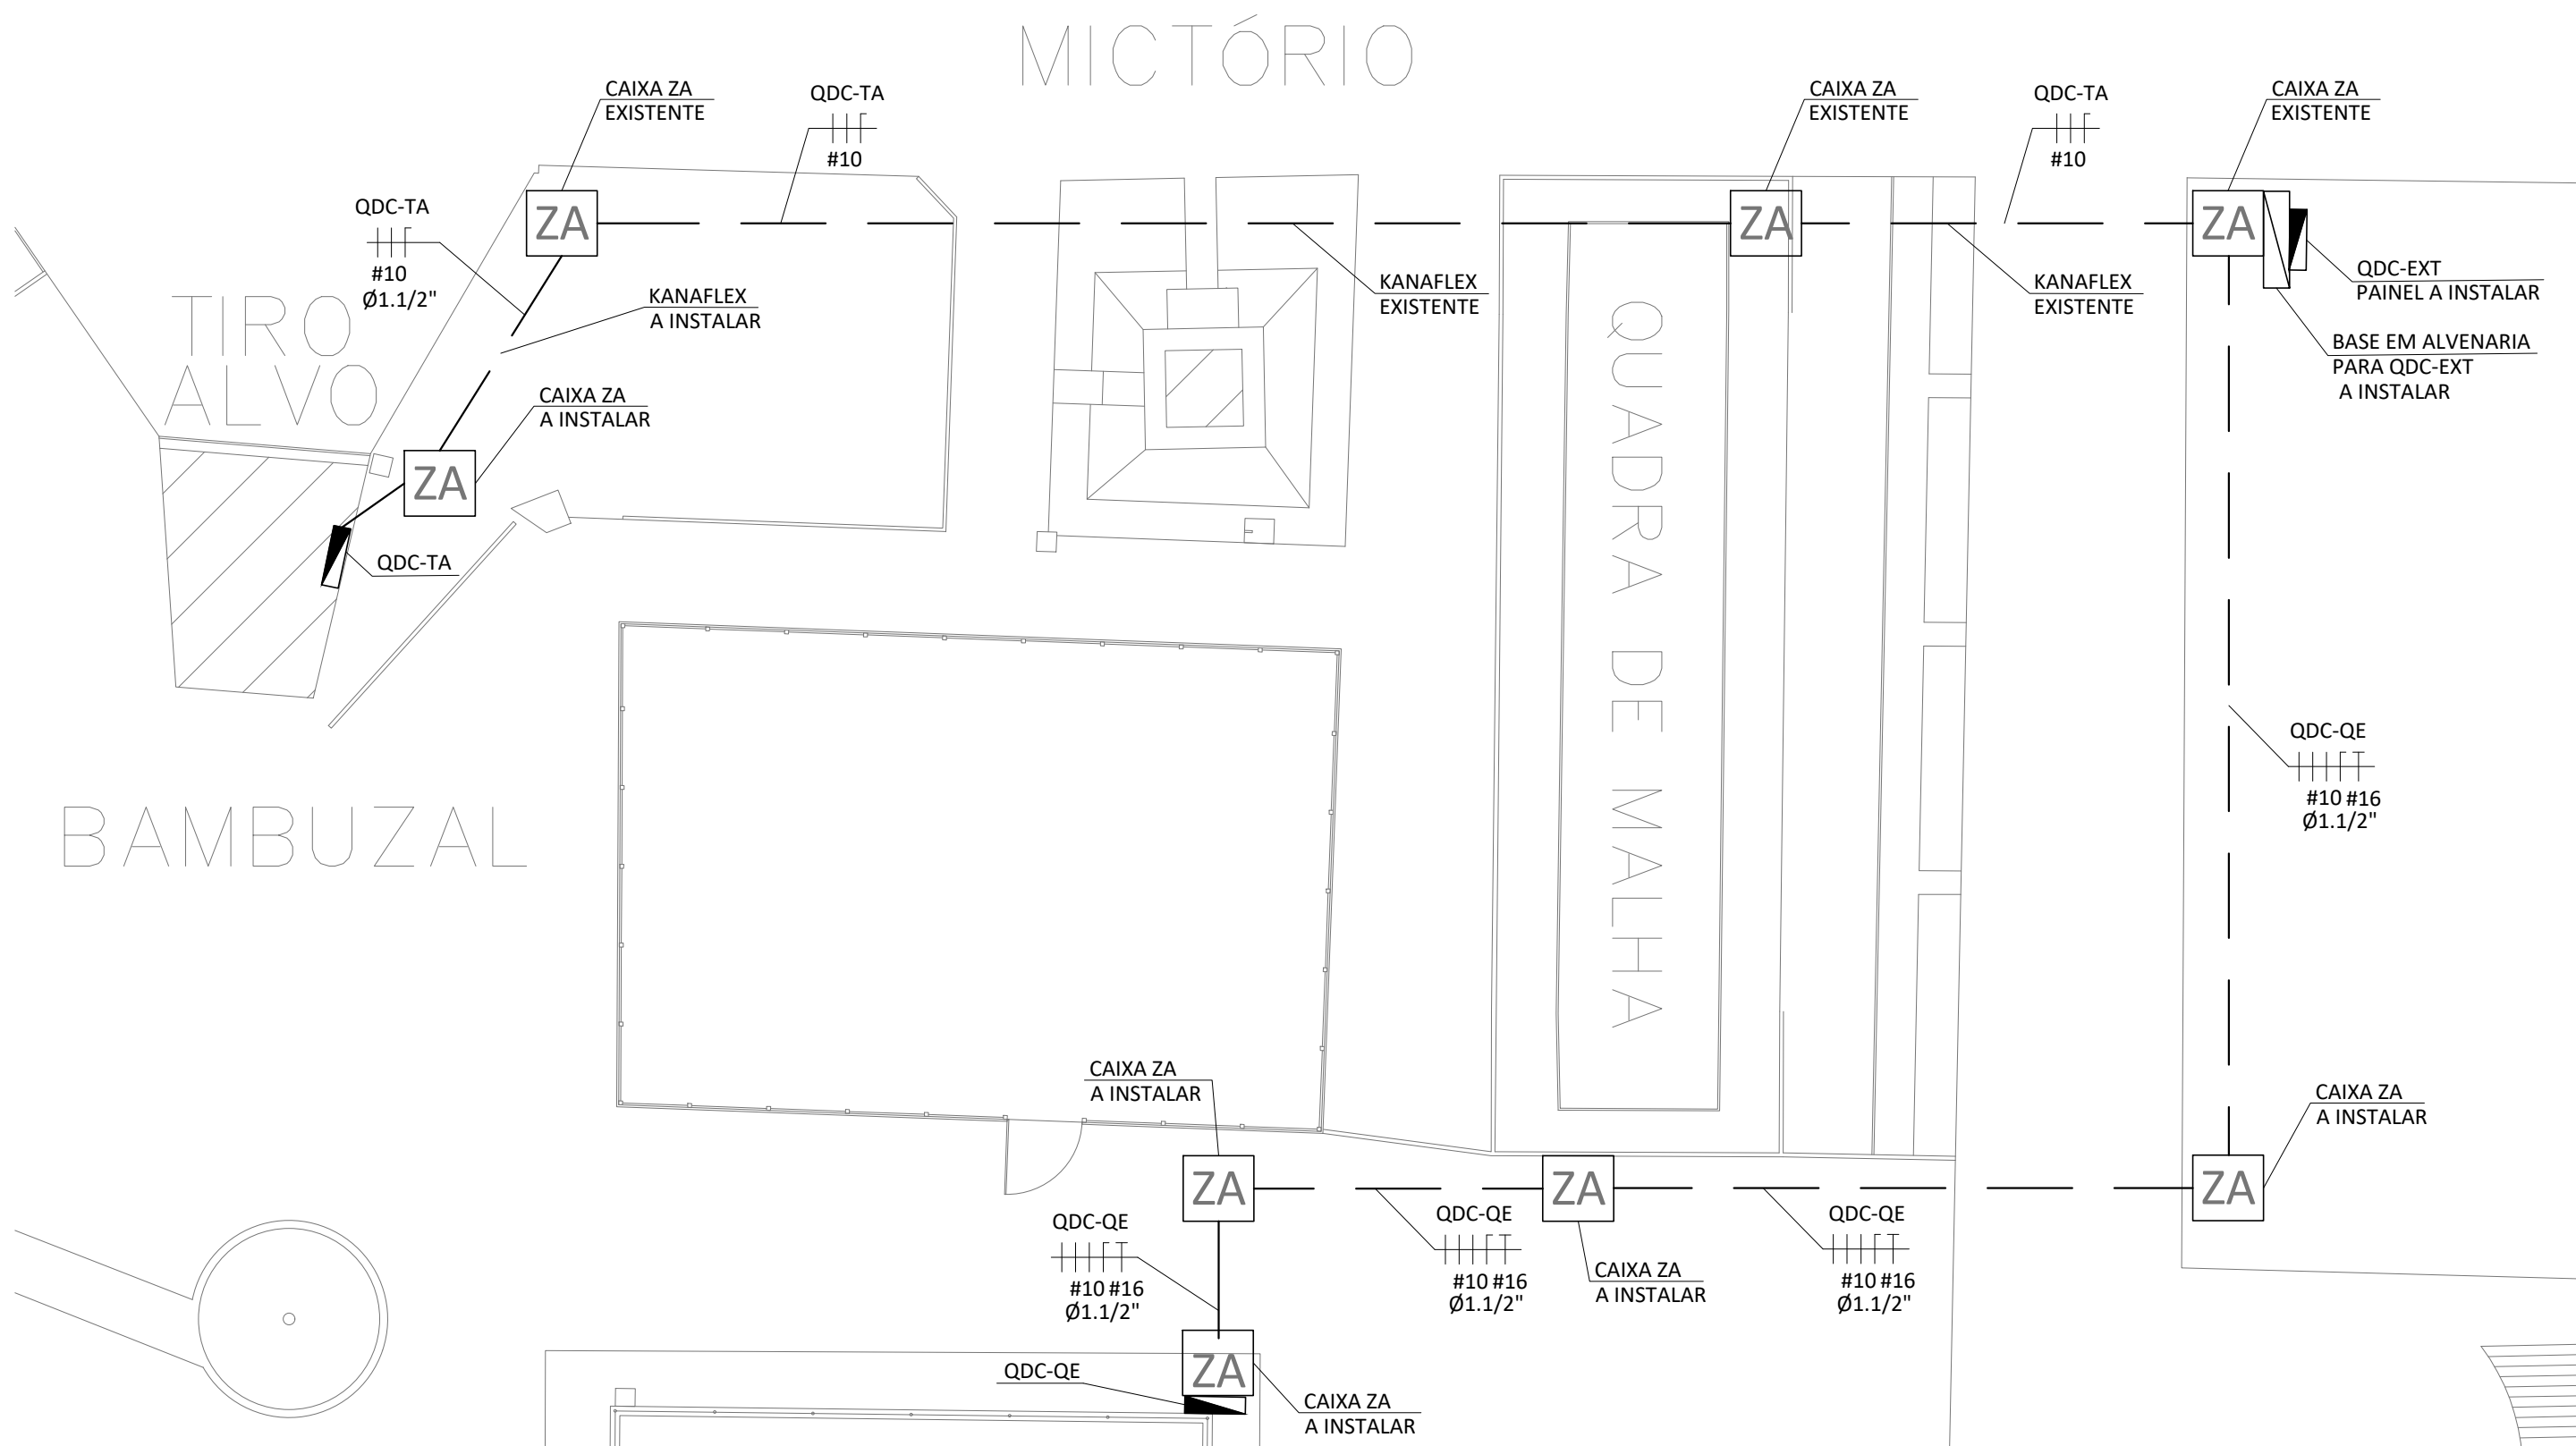 MICTÓRIO
CAIXA ZA
EXISTENTE
QDC-TA
#10
CAIXA ZA
EXISTENTE
QDC-TA
#10
CAIXA ZA
EXISTENTE
QDC-TA
#10
Ø1.1/2"
ZA
ZA
ZA
KANAFLEX
A INSTALAR
KANAFLEX
EXISTENTE
KANAFLEX
EXISTENTE
QDC-EXT
PAINEL A INSTALAR
BASE EM ALVENARIA
PARA QDC-EXT
A INSTALAR
TIRO
ALVO
CAIXA ZA
A INSTALAR
ZA
QDC-TA
QUADRA DE MALHA
QDC-QE
#10 #16
Ø1.1/2"
BAMBUZAL
CAIXA ZA
A INSTALAR
CAIXA ZA
A INSTALAR
ZA
ZA
ZA
QDC-QE
#10 #16
Ø1.1/2"
QDC-QE
#10 #16
Ø1.1/2"
CAIXA ZA
A INSTALAR
QDC-QE
#10 #16
Ø1.1/2"
ZA
QDC-QE
CAIXA ZA
A INSTALAR